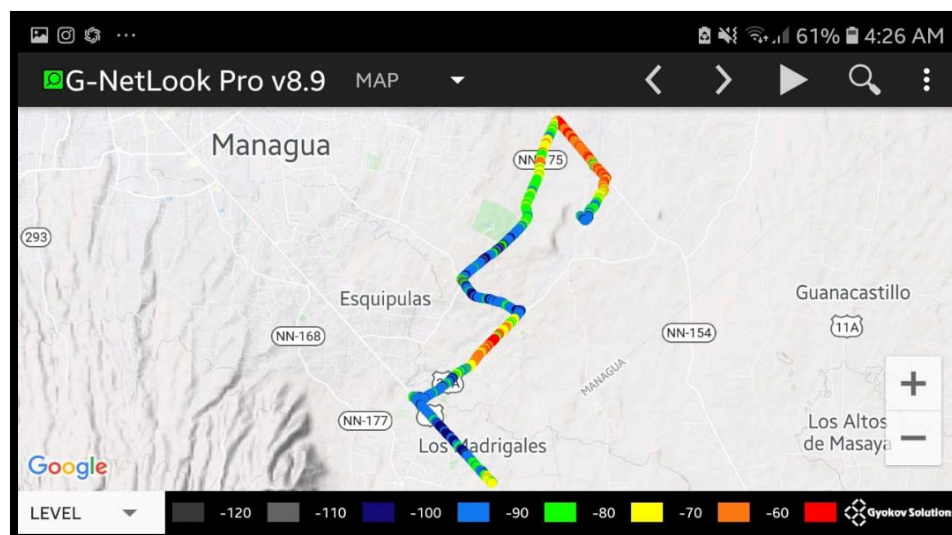 61% 4:26 AM
G-NetLook Pro v8.9 MAP
Managua
NN-175
293
Esquipulas
Guanacastillo
11A
NN-168
NN-154
MANAGUA
NN-177
Los Madrigales
Los Altos
de Masaya
+
−
Google
LEVEL -120 -110 -100 -90 -80 -70 -60 Gyokov Solution